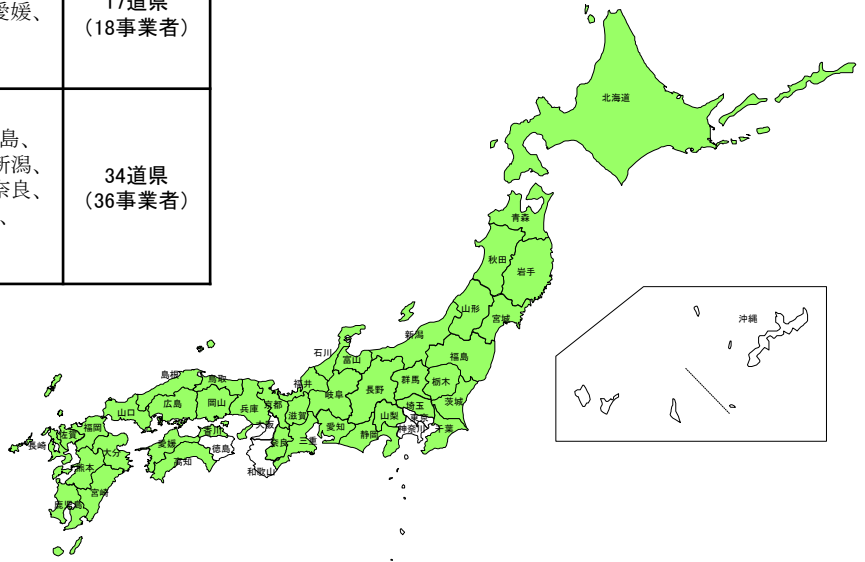 愛媛、
17道県
（18事業者）
島、
新潟、
奈良、
、
34道県
（36事業者）
北海道
青森
秋田
岩手
山形
宮城
沖縄
新潟
福島
石川
富山
群馬
栃木
茨城
福井
岐阜
長野
埼玉
東京
島根
鳥取
京都
滋賀
山梨
神奈川
千葉
山口
広島
岡山
兵庫
大阪
奈良
三重
愛知
静岡
福岡
佐賀
長崎
大分
愛媛
香川
徳島
高知
和歌山
熊本
宮崎
鹿児島